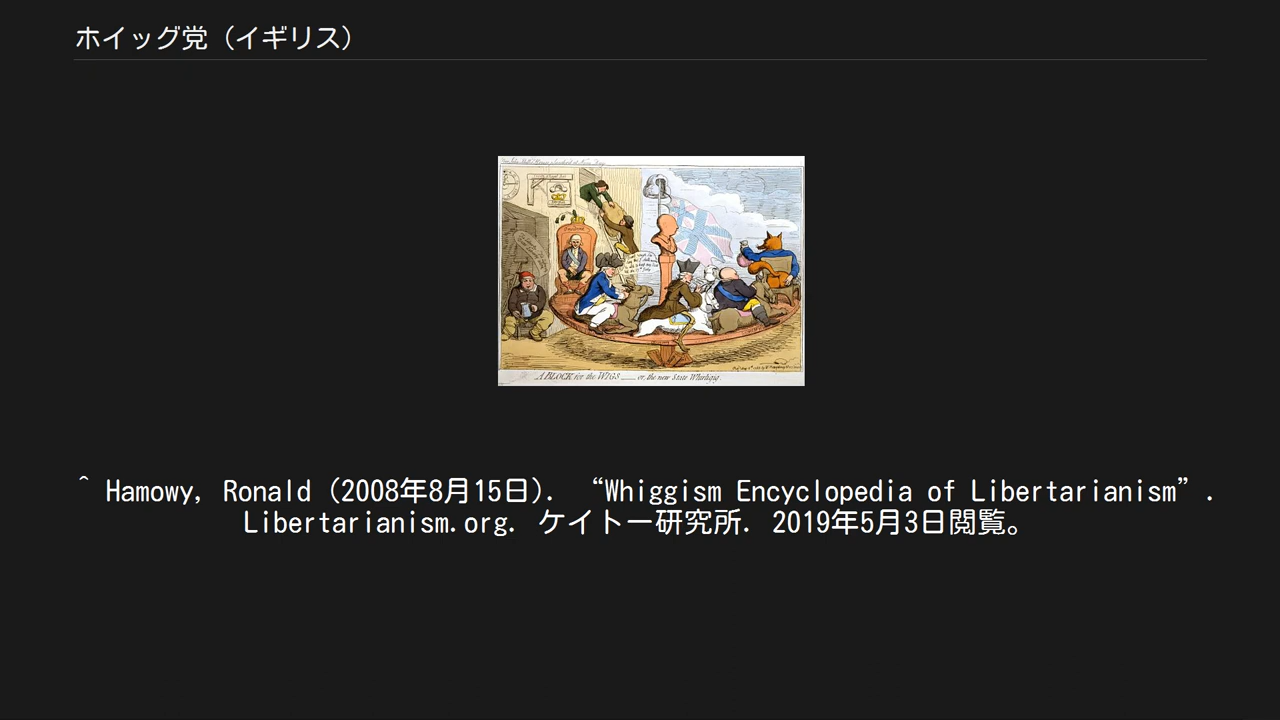 ホイッグ党（イギリス）
A BLOCK for the WIGS — or, the new State Whirligig.
^ Hamowy, Ronald (2008年8月15日). “Whiggism Encyclopedia of Libertarianism”.
Libertarianism.org. ケイトー研究所. 2019年5月3日閲覧。